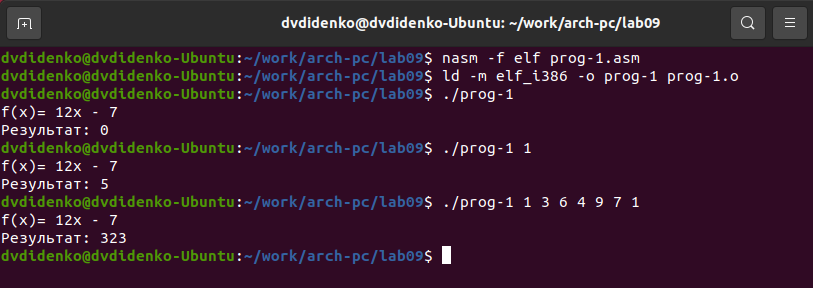 dvdidenko@dvdidenko-Ubuntu: ~/work/arch-pc/lab09
dvdidenko@dvdidenko-Ubuntu:~/work/arch-pc/lab09$ nasm -f elf prog-1.asm
dvdidenko@dvdidenko-Ubuntu:~/work/arch-pc/lab09$ ld -m elf_i386 -o prog-1 prog-1.o
dvdidenko@dvdidenko-Ubuntu:~/work/arch-pc/lab09$ ./prog-1
f(x)= 12x - 7
Результат: 0
dvdidenko@dvdidenko-Ubuntu:~/work/arch-pc/lab09$ ./prog-1 1
f(x)= 12x - 7
Результат: 5
dvdidenko@dvdidenko-Ubuntu:~/work/arch-pc/lab09$ ./prog-1 1 3 6 4 9 7 1
f(x)= 12x - 7
Результат: 323
dvdidenko@dvdidenko-Ubuntu:~/work/arch-pc/lab09$